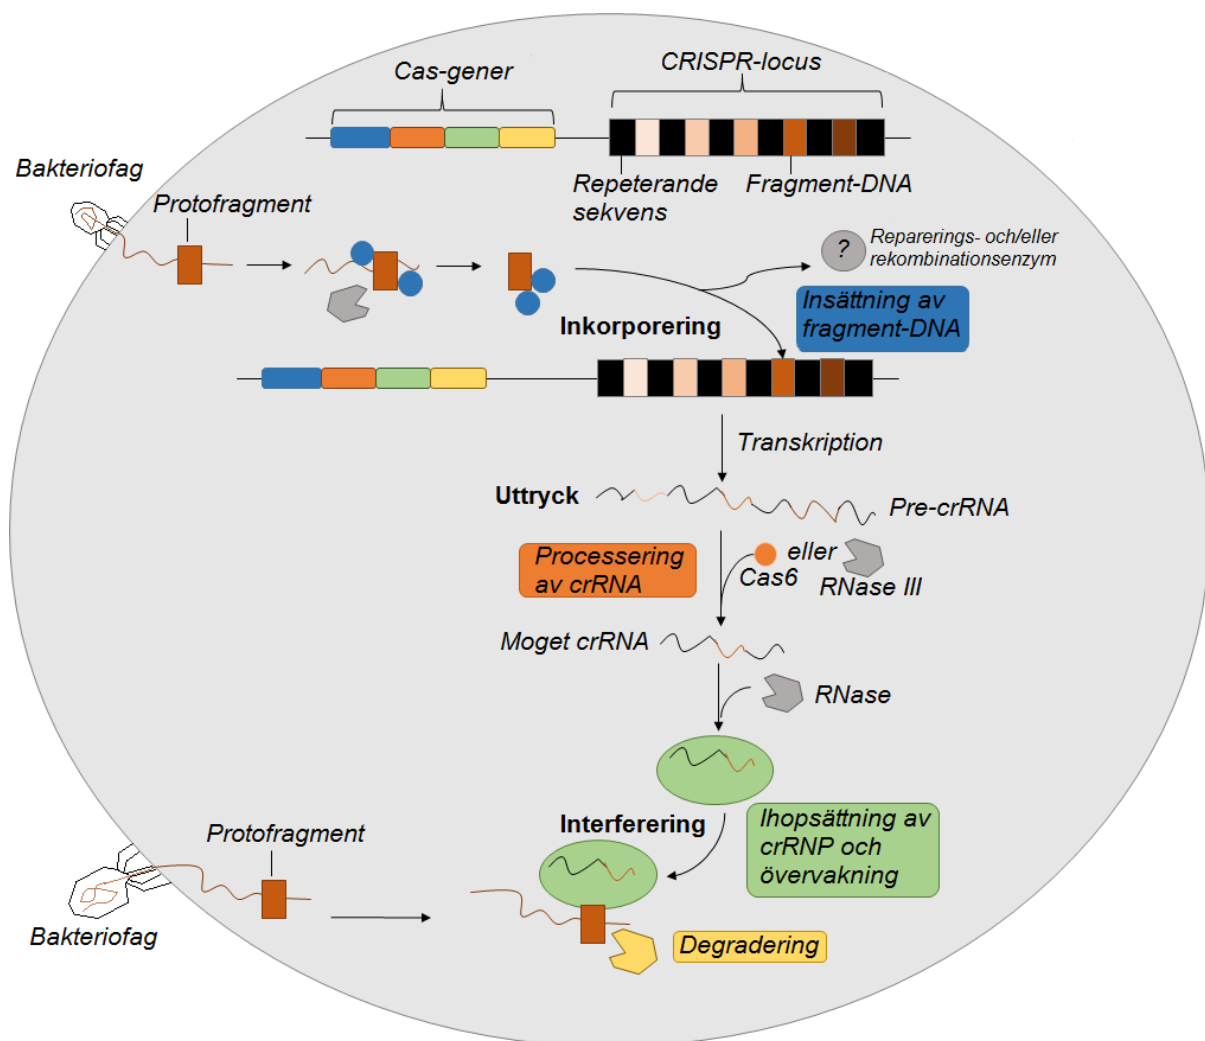 Cas-gener
CRISPR-locus
Bakteriofag
Protofragment
Repeterande
sekvens
Fragment-DNA
?
Reparerings- och/eller
rekombinationsenzym
Insättning av
fragment-DNA
Inkorporering
Transkription
Uttryck
Pre-crRNA
Processering
av crRNA
eller
Cas6
RNase III
Moget crRNA
RNase
Interferering
Ihopsättning av
crRNP och
övervakning
Protofragment
Bakteriofag
Degradering